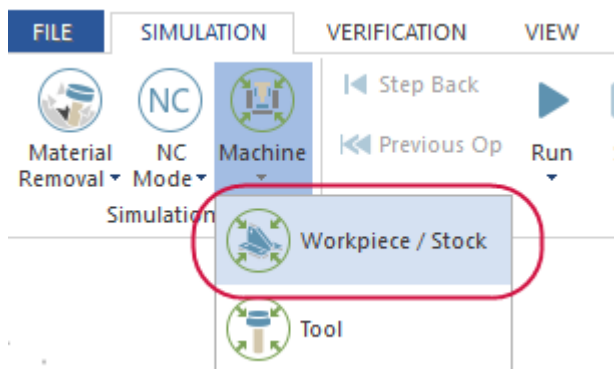 FILE SIMULATION VERIFICATION VIEW
NC
Step Back
Material NC Machine
Removal Mode
Previous Op
Run
Simulation
Workpiece / Stock
Tool